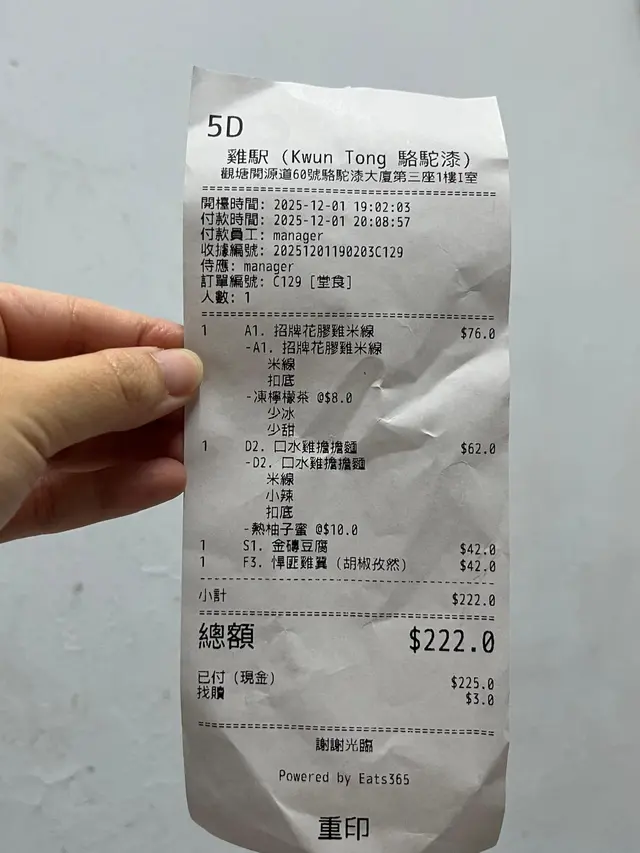 5D
雞駅 (Kwun Tong 駱駝漆)
觀塘開源道60號駱駝漆大廈第三座1樓I室
開檯時間: 2025-12-01 19:02:03
付款時間: 2025-12-01 20:08:57
付款員工: manager
收據編號: 20251201190203C129
侍應: manager
訂單編號: C129 [堂食]
人數: 1
1 A1. 招牌花膠雞米線 $76.0
-A1. 招牌花膠雞米線
米線
扣底
-凍檸檬茶 @$8.0
少冰
少甜
1 D2. 口水雞擔擔麵 $62.0
-D2. 口水雞擔擔麵
米線
小辣
扣底
-熱柚子蜜 @$10.0
1 S1. 金磚豆腐 $42.0
1 F3. 悍匪雞翼 (胡椒孜然) $42.0
小計 $222.0
總額 $222.0
已付 (現金) $225.0
找贖 $3.0
謝謝光臨
Powered by Eats365
重印